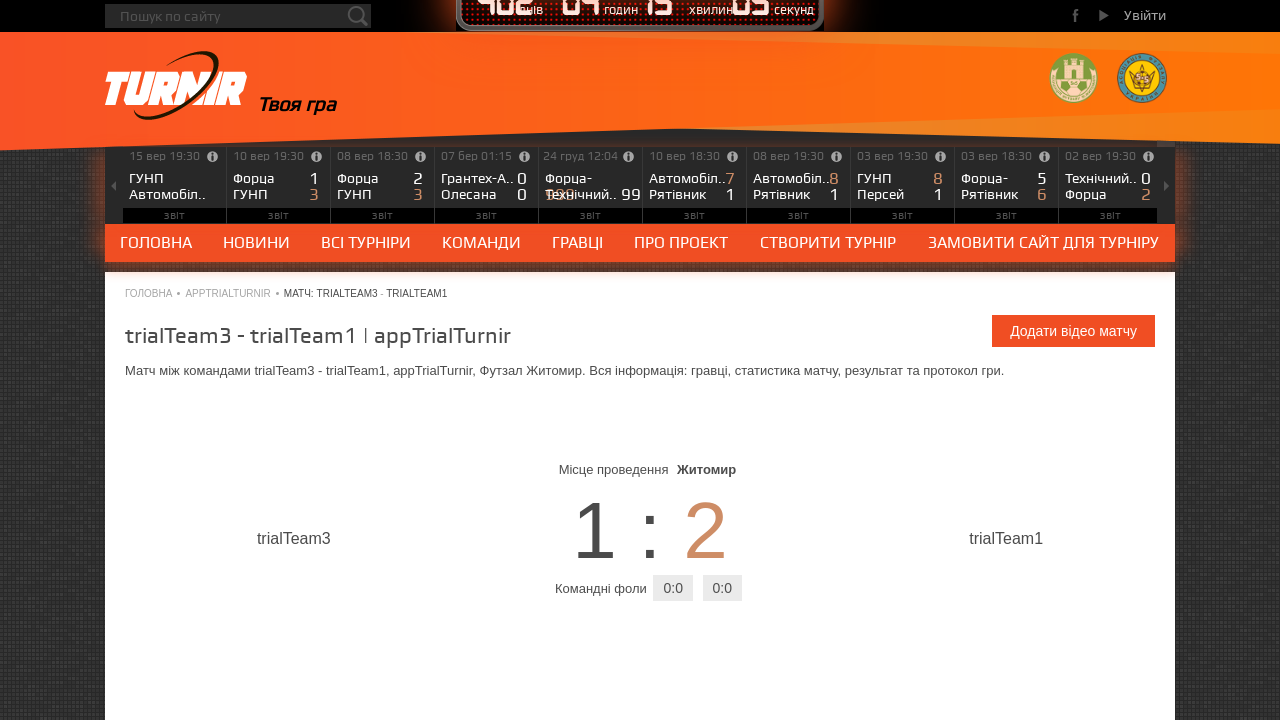 Пошук по сайту
днів годин хвилин секунд
Увійти
TURNIR
Твоя гра
15 вер 19:30 10 вер 19:30 08 вер 18:30 07 бер 01:15 24 груд 12:04 10 вер 18:30 08 вер 19:30 03 вер 19:30 03 вер 18:30 02 вер 19:30
ГУНП Форца 1 Форца 2 Грантех-А.. 0 Форца- 999 Автомобіл.. 7 Автомобіл.. 8 ГУНП 8 Форца- 5 Технічний.. 0
Автомобіл.. ГУНП 3 ГУНП 3 Олесана 0 Технічний.. 99 Рятівник 1 Рятівник 1 Персей 1 Рятівник 6 Форца 2
звіт звіт звіт звіт звіт звіт звіт звіт звіт звіт
ГОЛОВНА НОВИНИ ВСІ ТУРНІРИ КОМАНДИ ГРАВЦІ ПРО ПРОЕКТ СТВОРИТИ ТУРНІР ЗАМОВИТИ САЙТ ДЛЯ ТУРНІРУ
ГОЛОВНА • APPTRIALTURNIR • МАТЧ: TRIALTEAM3 - TRIALTEAM1
trialTeam3 - trialTeam1 | appTrialTurnir
Додати відео матчу
Матч між командами trialTeam3 - trialTeam1, appTrialTurnir, Футзал Житомир. Вся інформація: гравці, статистика матчу, результат та протокол гри.
Місце проведення Житомир
trialTeam3 1 : 2 trialTeam1
Командні фоли 0:0 0:0